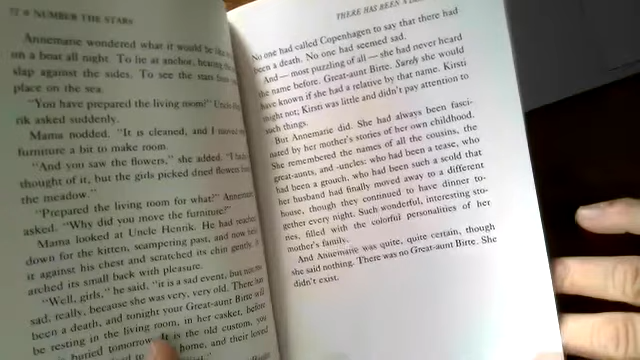 72 NUMBER THE STARS
Annemarie wondered what it would be
on a boat all night. To lie at anchor, hearing
slap against the sides. To see the stars from
place on the sea.
"You have prepared the living room?" Uncle
rik asked suddenly.
Mama nodded. "It is cleaned, and I moved
furniture a bit to make room.
"And you saw the flowers," she added. "I
thought of it, but the girls picked dried flowers from
the meadow."
"Prepared the living room for what?" Annemarie
asked. "Why did you move the furniture?"
Mama looked at Uncle Henrik. He had reached
down for the kitten, scampering past, and now held
it against his chest and scratched its chin gently. It
arched its small back with pleasure.
"Well, girls," he said, "it is a sad event, but not too
sad, really, because she was very, very old. There has
been a death, and tonight your Great-aunt Birte will
be resting in the living room, in her casket, before
buried tomorrow. It is the old custom, you
home, and their loved
THERE HAS BEEN A
No one had called Copenhagen to say that there had
been a death. No one had seemed sad.
And — most puzzling of all — she had never heard
the name before. Great-aunt Birte. Surely she would
have known if she had a relative by that name. Kirsti
might not; Kirsti was little and didn't pay attention to
such things.
But Annemarie did. She had always been fasci-
nated by her mother's stories of her own childhood.
She remembered the names of all the cousins, the
great-aunts, and -uncles: who had been a tease, who
had been a grouch, who had been such a scold that
her husband had finally moved away to a different
house, though they continued to have dinner to-
gether every night. Such wonderful, interesting sto-
ries, filled with the colorful personalities of her
mother's family.
And Annemarie was quite, quite certain, though
she said nothing. There was no Great-aunt Birte. She
didn't exist.